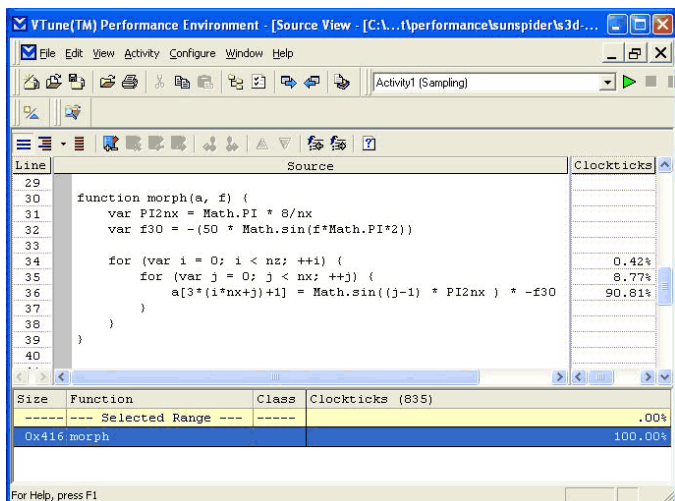 VTune(TM) Performance Environment - [Source View - [C:\...t\performance\sunspider\s3d-...
File Edit View Activity Configure Window Help
Activity1 (Sampling)
Line Source Clockticks
29
30 function morph(a, f) {
31 var PI2nx = Math.PI * 8/nx
32 var f30 = -(50 * Math.sin(f*Math.PI*2))
33
34 for (var i = 0; i < nz; ++i) { 0.42%
35 for (var j = 0; j < nx; ++j) { 8.77%
36 a[3*(i*nx+j)+1] = Math.sin((j-1) * PI2nx ) * -f30 90.81%
37 }
38 }
39 }
40
Size Function Class Clockticks (835)
----- --- Selected Range --- ----- .00%
0x416 morph 100.00%
For Help, press F1